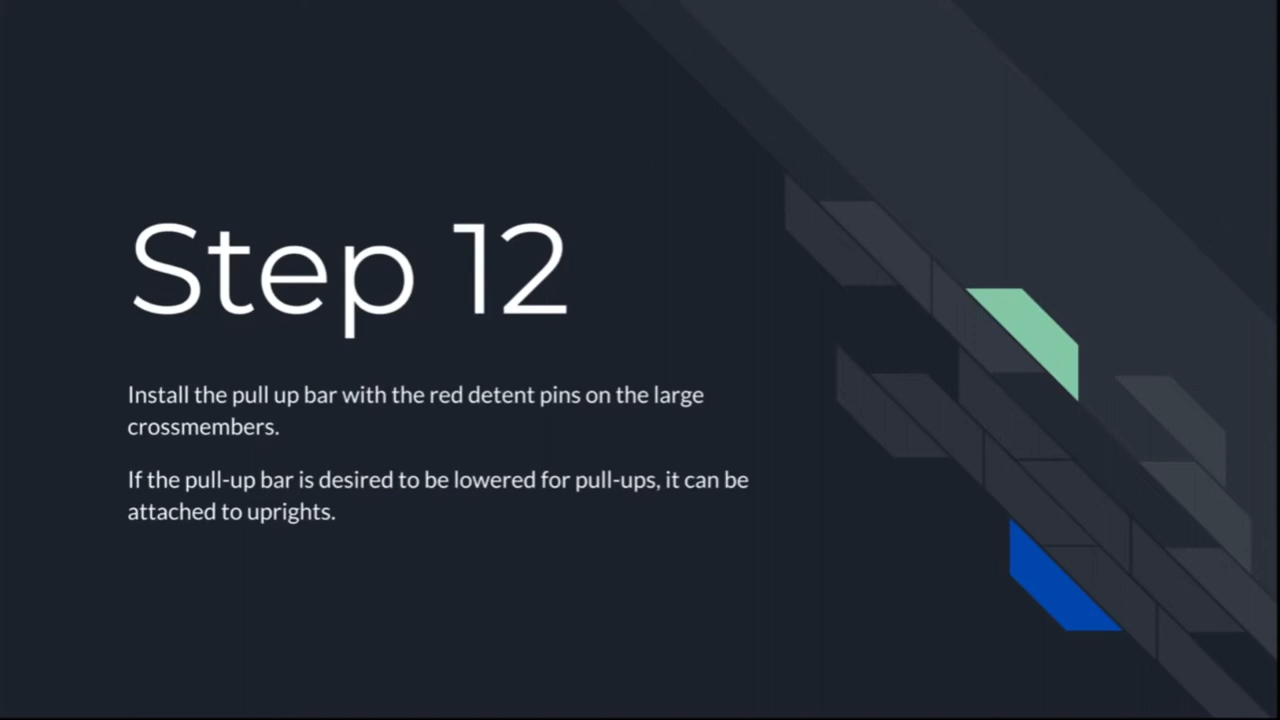 Step 12
Install the pull up bar with the red detent pins on the large
crossmembers.
If the pull-up bar is desired to be lowered for pull-ups, it can be
attached to uprights.